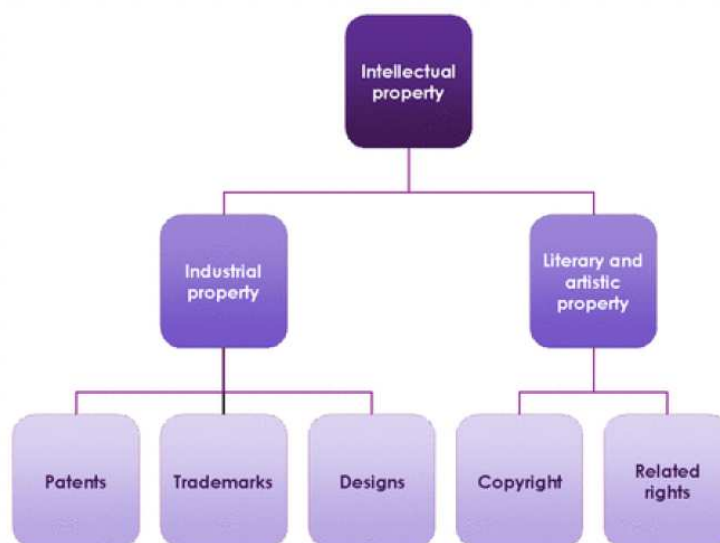 Intellectual
property
Industrial
property
Literary and
artistic
property
Patents
Trademarks
Designs
Copyright
Related
rights